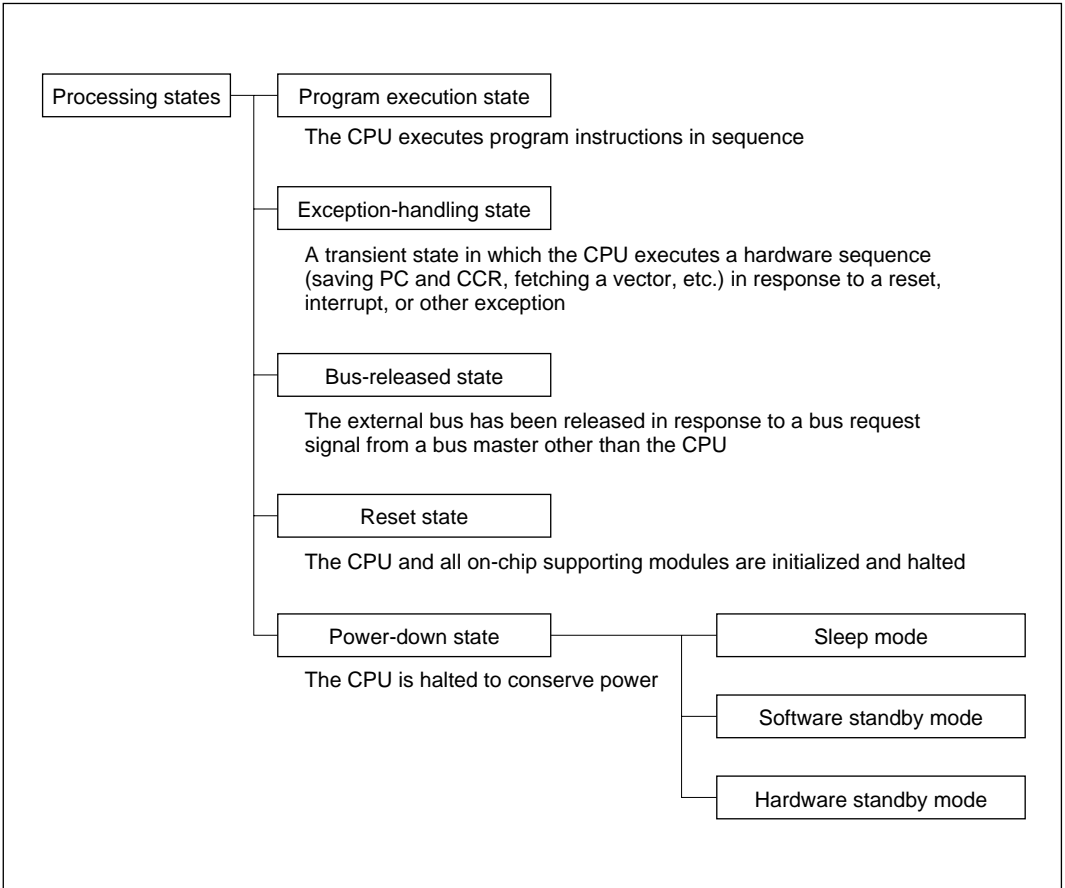 Processing states
Program execution state
The CPU executes program instructions in sequence
Exception-handling state
A transient state in which the CPU executes a hardware sequence
(saving PC and CCR, fetching a vector, etc.) in response to a reset,
interrupt, or other exception
Bus-released state
The external bus has been released in response to a bus request
signal from a bus master other than the CPU
Reset state
The CPU and all on-chip supporting modules are initialized and halted
Power-down state
The CPU is halted to conserve power
Sleep mode
Software standby mode
Hardware standby mode